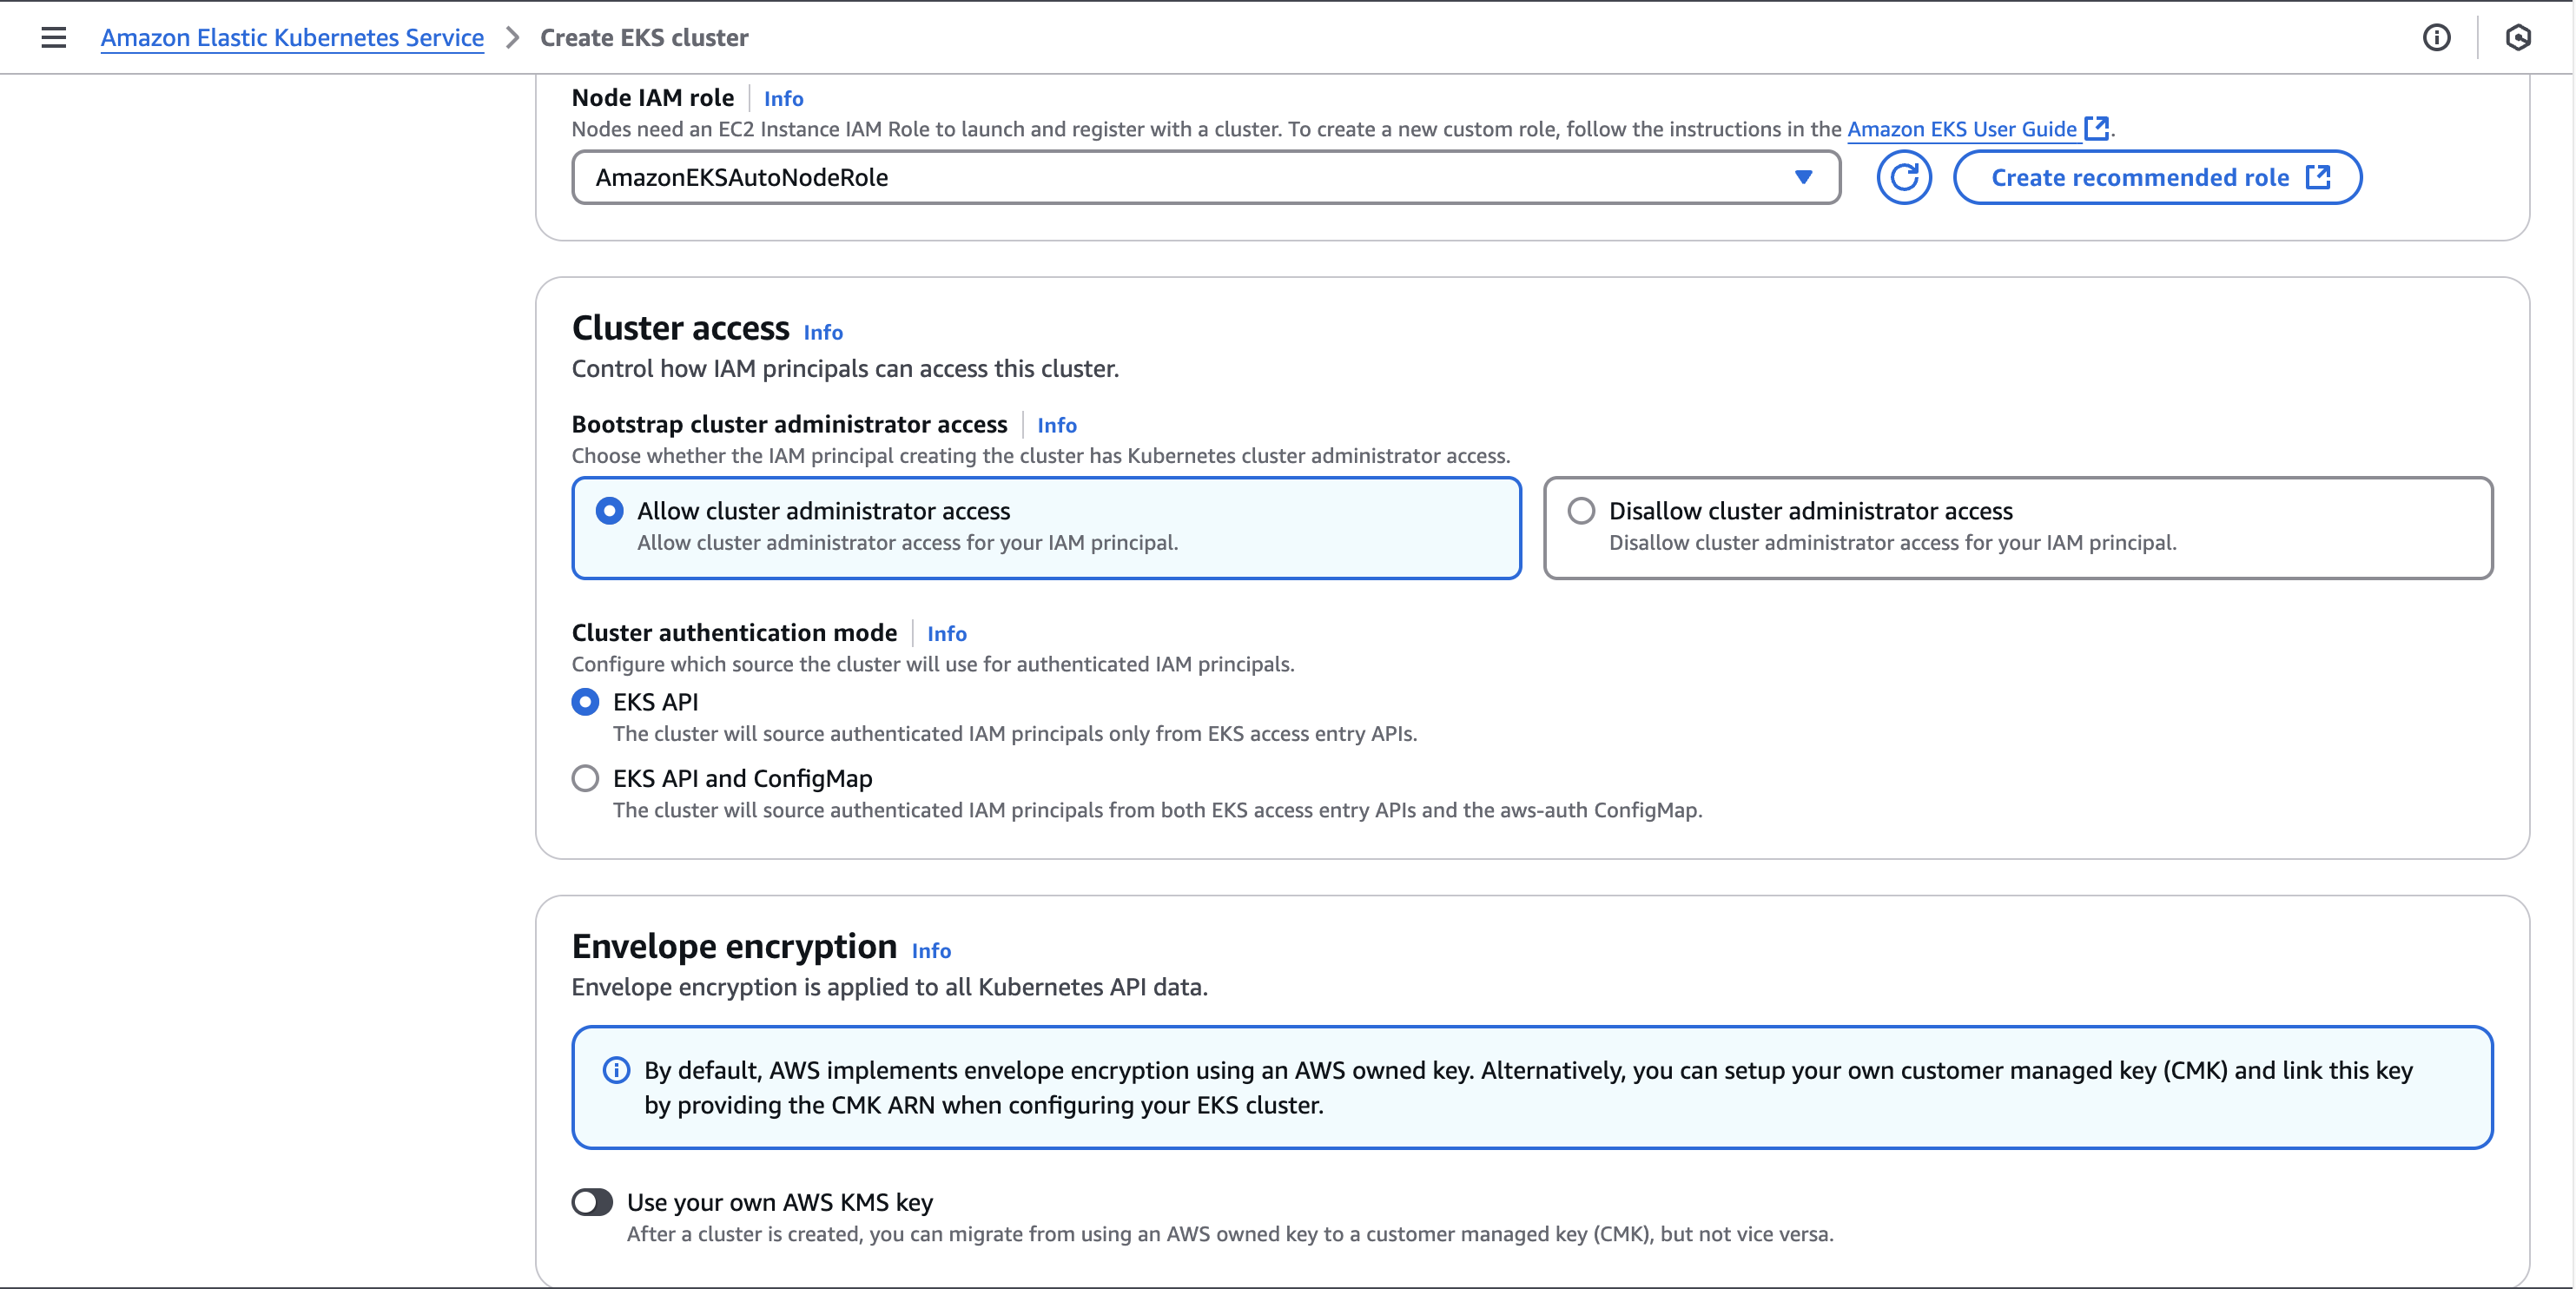 Amazon Elastic Kubernetes Service > Create EKS cluster
Node IAM role | Info
Nodes need an EC2 Instance IAM Role to launch and register with a cluster. To create a new custom role, follow the instructions in the Amazon EKS User Guide.
AmazonEKSAutoNodeRole
Create recommended role
Cluster access Info
Control how IAM principals can access this cluster.
Bootstrap cluster administrator access | Info
Choose whether the IAM principal creating the cluster has Kubernetes cluster administrator access.
Allow cluster administrator access
Allow cluster administrator access for your IAM principal.
Disallow cluster administrator access
Disallow cluster administrator access for your IAM principal.
Cluster authentication mode | Info
Configure which source the cluster will use for authenticated IAM principals.
EKS API
The cluster will source authenticated IAM principals only from EKS access entry APIs.
EKS API and ConfigMap
The cluster will source authenticated IAM principals from both EKS access entry APIs and the aws-auth ConfigMap.
Envelope encryption Info
Envelope encryption is applied to all Kubernetes API data.
By default, AWS implements envelope encryption using an AWS owned key. Alternatively, you can setup your own customer managed key (CMK) and link this key
by providing the CMK ARN when configuring your EKS cluster.
Use your own AWS KMS key
After a cluster is created, you can migrate from using an AWS owned key to a customer managed key (CMK), but not vice versa.